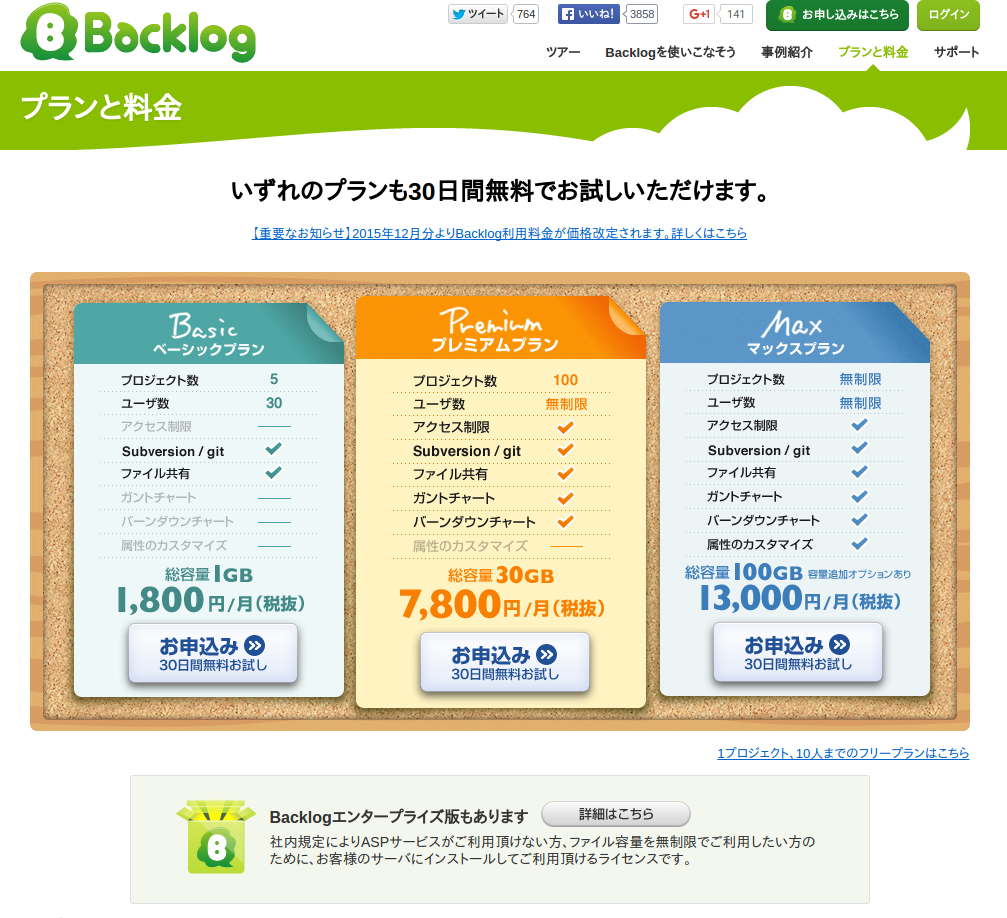 Backlog
ツイート 764 いいね! 3858 G+1 141 お申し込みはこちら ログイン
ツアー Backlogを使いこなそう 事例紹介 プランと料金 サポート
プランと料金
いずれのプランも30日間無料でお試しいただけます。
【重要なお知らせ】2015年12月分よりBacklog利用料金が価格改定されます。詳しくはこちら
Basic
ベーシックプラン
プロジェクト数 5
ユーザ数 30
アクセス制限
Subversion / git
ファイル共有
ガントチャート
バーンダウンチャート
属性のカスタマイズ
総容量1GB
1,800円/月(税抜)
お申込み
30日間無料お試し
Premium
プレミアムプラン
プロジェクト数 100
ユーザ数 無制限
アクセス制限
Subversion / git
ファイル共有
ガントチャート
バーンダウンチャート
属性のカスタマイズ
総容量30GB
7,800円/月(税抜)
お申込み
30日間無料お試し
Max
マックスプラン
プロジェクト数 無制限
ユーザ数 無制限
アクセス制限
Subversion / git
ファイル共有
ガントチャート
バーンダウンチャート
属性のカスタマイズ
総容量100GB 容量追加オプションあり
13,000円/月(税抜)
お申込み
30日間無料お試し
1プロジェクト、10人までのフリープランはこちら
Backlogエンタープライズ版もあります 詳細はこちら
社内規定によりASPサービスがご利用頂けない方、ファイル容量を無制限でご利用したい方の
ために、お客様のサーバにインストールしてご利用頂けるライセンスです。